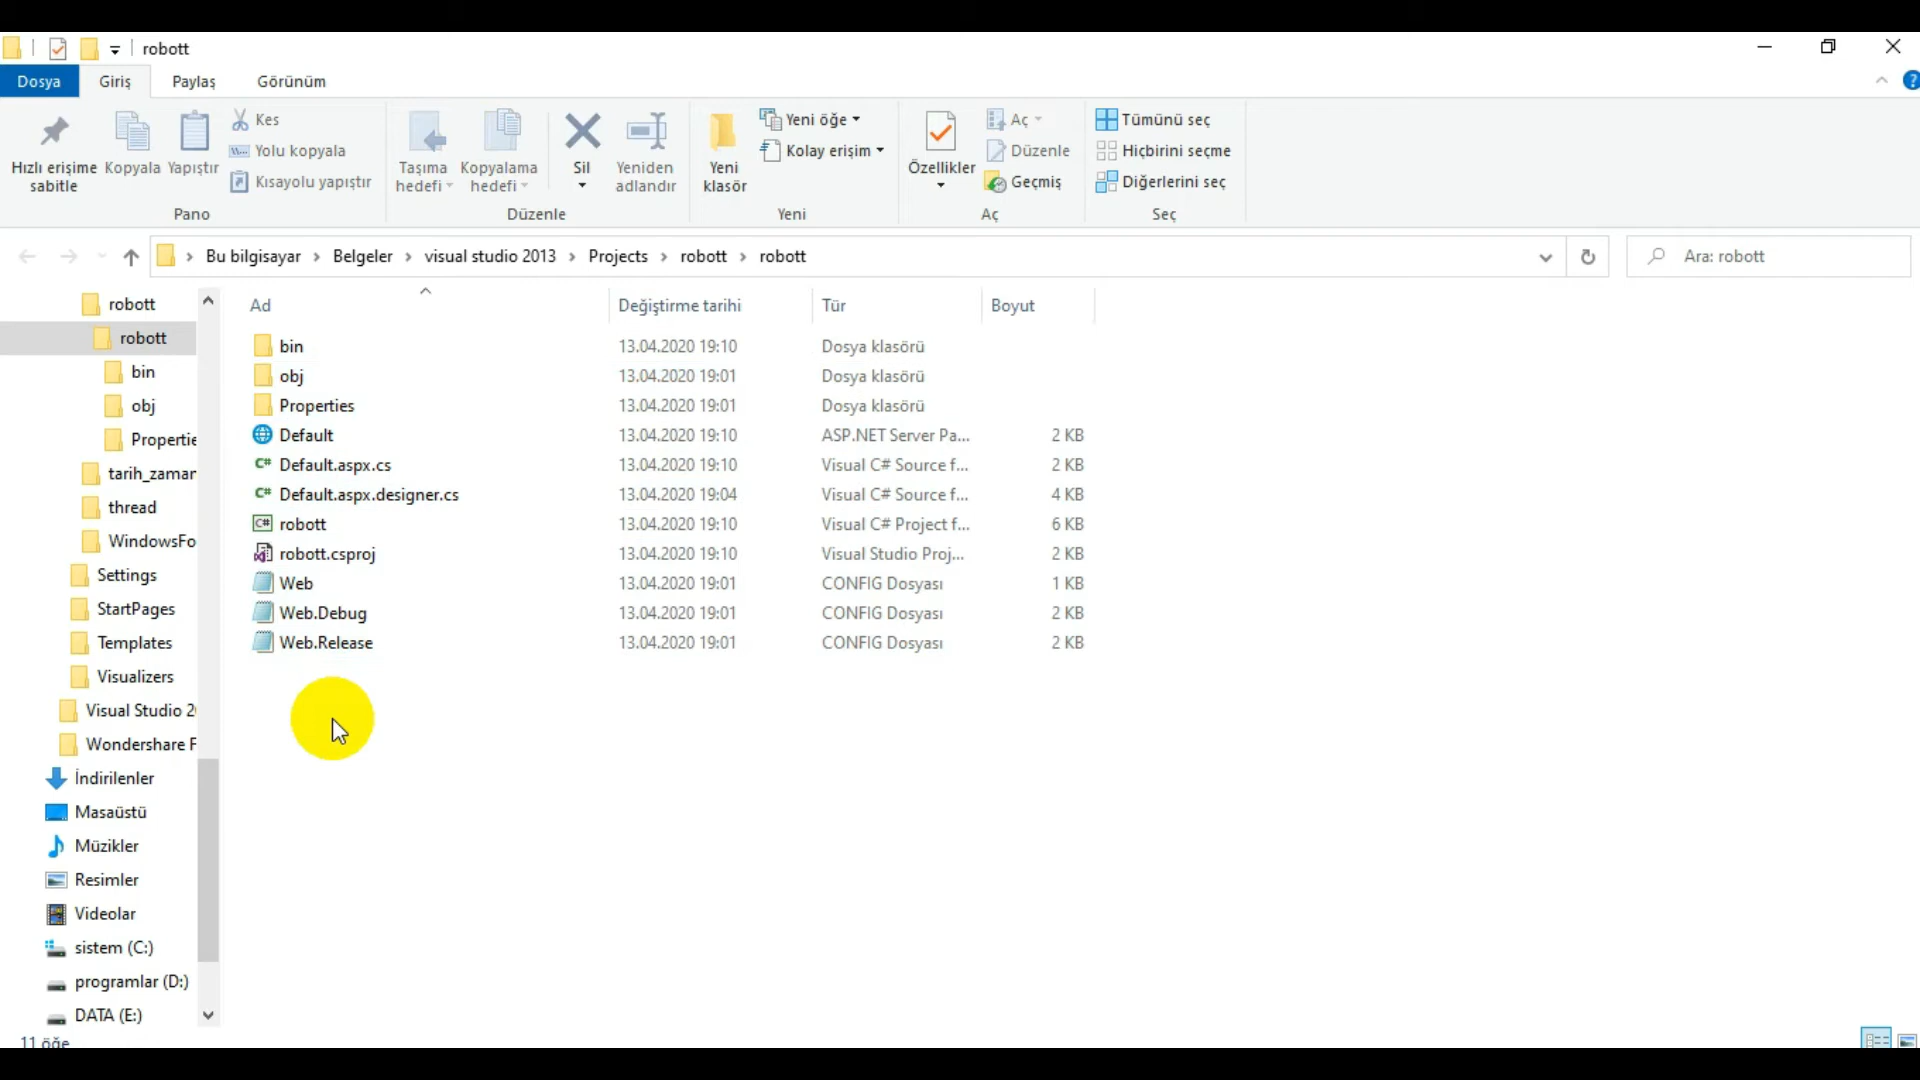 robott
Dosya Giriş Paylaş Görünüm
?
Hızlı erişime sabitle
Kopyala
Yapıştır
Kes
Yolu kopyala
Kısayolu yapıştır
Pano
Taşıma hedefi
Kopyalama hedefi
Sil
Yeniden adlandır
Düzenle
Yeni klasör
Yeni öğe
Kolay erişim
Yeni
Özellikler
Aç
Düzenle
Geçmiş
Aç
Tümünü seç
Hiçbirini seçme
Diğerlerini seç
Seç
Bu bilgisayar Belgeler visual studio 2013 Projects robott robott
Ara: robott
robott
robott
bin
obj
Propertie
tarih_zamar
thread
WindowsFo
Settings
StartPages
Templates
Visualizers
Visual Studio 2
Wondershare F
İndirilenler
Masaüstü
Müzikler
Resimler
Videolar
sistem (C:)
programlar (D:)
DATA (E:)
Ad Değiştirme tarihi Tür Boyut
bin 13.04.2020 19:10 Dosya klasörü
obj 13.04.2020 19:01 Dosya klasörü
Properties 13.04.2020 19:01 Dosya klasörü
Default 13.04.2020 19:10 ASP.NET Server Pa... 2 KB
C# Default.aspx.cs 13.04.2020 19:10 Visual C# Source f... 2 KB
C# Default.aspx.designer.cs 13.04.2020 19:04 Visual C# Source f... 4 KB
C# robott 13.04.2020 19:10 Visual C# Project f... 6 KB
robott.csproj 13.04.2020 19:10 Visual Studio Proj... 2 KB
Web 13.04.2020 19:01 CONFIG Dosyası 1 KB
Web.Debug 13.04.2020 19:01 CONFIG Dosyası 2 KB
Web.Release 13.04.2020 19:01 CONFIG Dosyası 2 KB
11 öğe